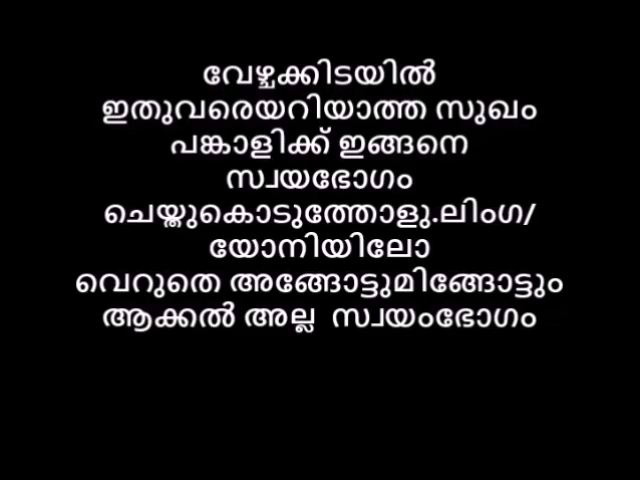 വേഴ്ചക്കിടയിൽ
ഇതുവരെയറിയാത്ത സുഖം
പങ്കാളിക്ക് ഇങ്ങനെ
സ്വയഭോഗം
ചെയ്തുകൊടുത്തോളു.ലിംഗ/
യോനിയിലോ
വെറുതെ അങ്ങോട്ടുമിങ്ങോട്ടും
ആക്കൽ അല്ല സ്വയംഭോഗം